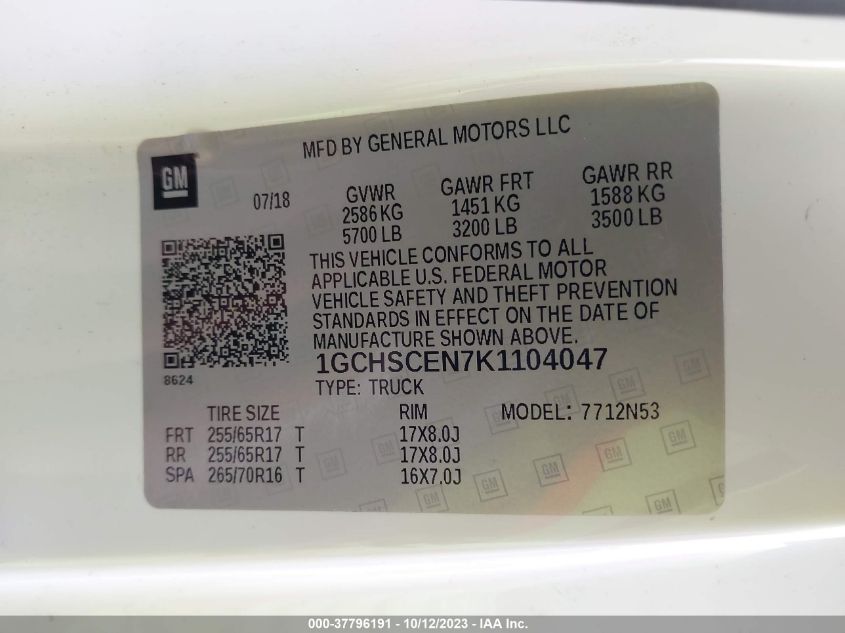 MFD BY GENERAL MOTORS LLC
GM
07/18
GVWR GAWR FRT GAWR RR
2586 KG 1451 KG 1588 KG
5700 LB 3200 LB 3500 LB
THIS VEHICLE CONFORMS TO ALL
APPLICABLE U.S. FEDERAL MOTOR
VEHICLE SAFETY AND THEFT PREVENTION
STANDARDS IN EFFECT ON THE DATE OF
MANUFACTURE SHOWN ABOVE.
1GCHSCEN7K1104047
8624
TYPE: TRUCK
TIRE SIZE RIM MODEL: 7712N53
FRT 255/65R17 T 17X8.0J
RR 255/65R17 T 17X8.0J
SPA 265/70R16 T 16X7.0J
000-37796191 - 10/12/2023 - IAA Inc.